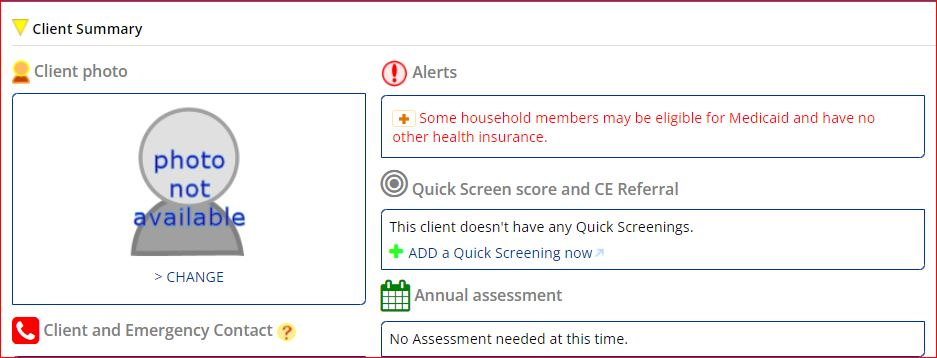 Client Summary
Client photo
photo
not
available
> CHANGE
Client and Emergency Contact ?
Alerts
Some household members may be eligible for Medicaid and have no
other health insurance.
Quick Screen score and CE Referral
This client doesn't have any Quick Screenings.
ADD a Quick Screening now
Annual assessment
No Assessment needed at this time.